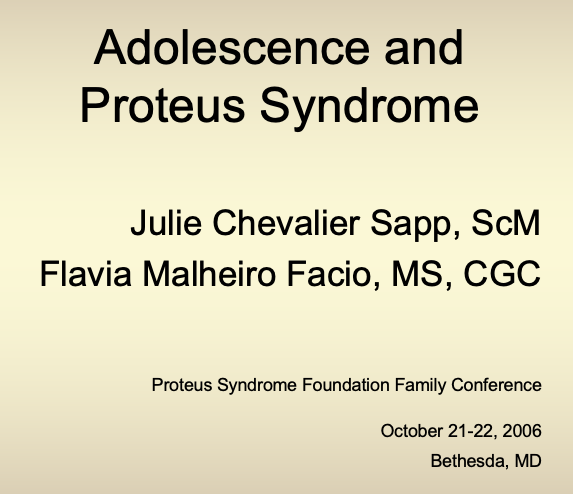 Adolescence and
Proteus Syndrome
Julie Chevalier Sapp, ScM
Flavia Malheiro Facio, MS, CGC
Proteus Syndrome Foundation Family Conference
October 21-22, 2006
Bethesda, MD